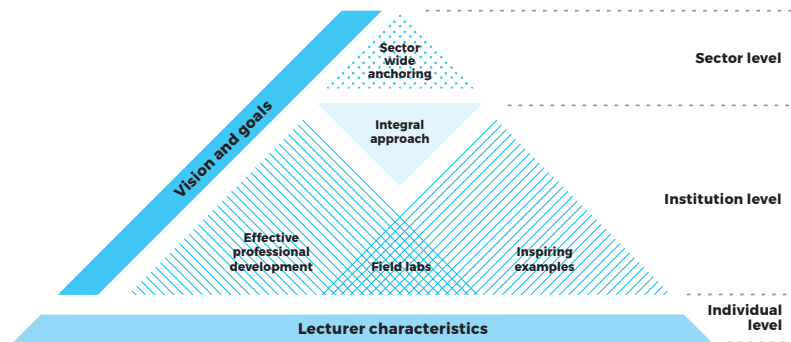 Sector
wide
anchoring
Sector level
Integral
approach
Vision and goals
Institution level
Effective
professional
development
Field labs
Inspiring
examples
Individual
level
Lecturer characteristics